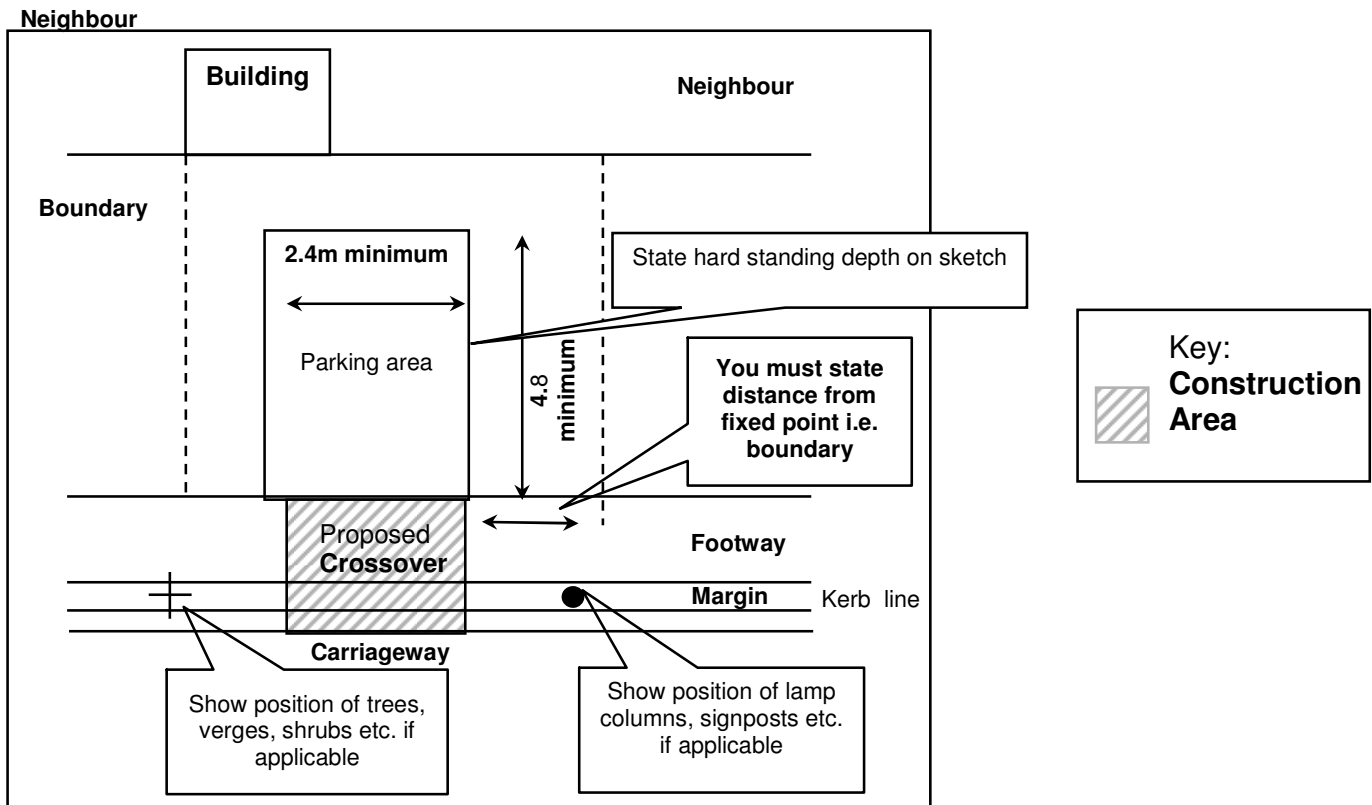 Neighbour
Building
Neighbour
Boundary
2.4m minimum
State hard standing depth on sketch
Parking area
4.8
minimum
You must state
distance from
fixed point i.e.
boundary
Key:
Construction
Area
Proposed
Crossover
Footway
Margin
Kerb line
Carriageway
Show position of trees,
verges, shrubs etc. if
applicable
Show position of lamp
columns, signposts etc.
if applicable